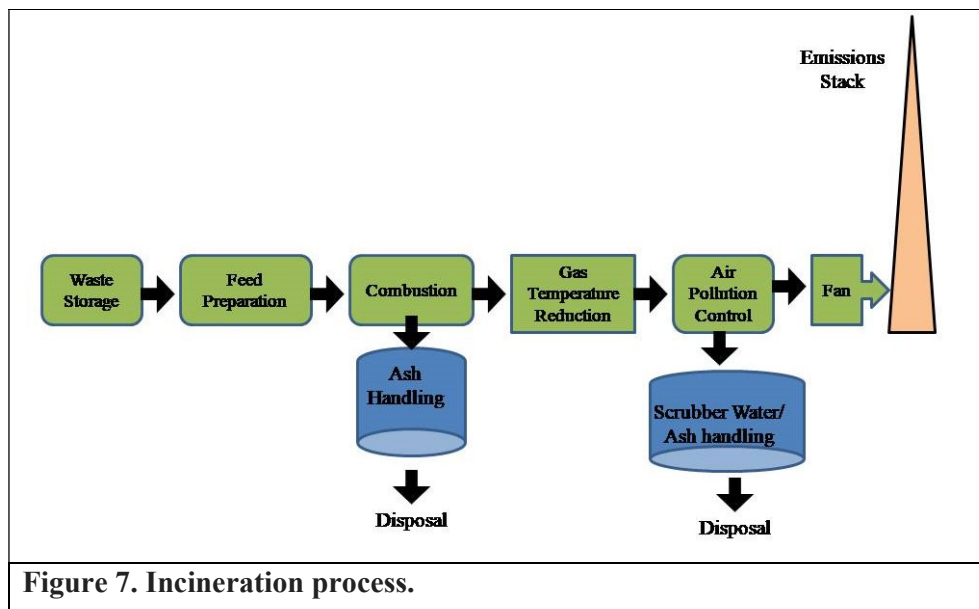 Emissions
Stack
Waste
Storage
Feed
Preparation
Combustion
Gas
Temperature
Reduction
Air
Pollution
Control
Fan
Ash
Handling
Scrubber Water/
Ash handling
Disposal
Disposal
Figure 7. Incineration process.